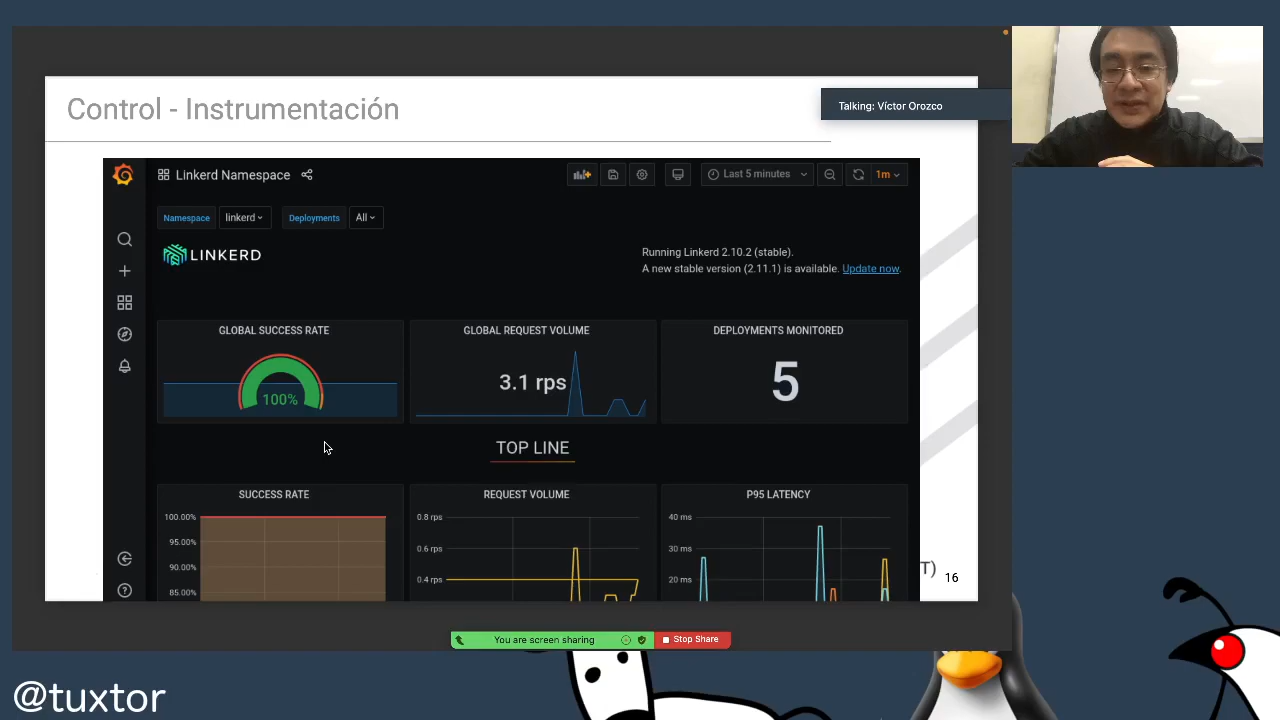 Control - Instrumentación
Talking: Víctor Orozco
Linkerd Namespace
Last 5 minutes
1m
Namespace
linkerd
Deployments
All
LINKERD
Running Linkerd 2.10.2 (stable).
A new stable version (2.11.1) is available. Update now.
GLOBAL SUCCESS RATE
GLOBAL REQUEST VOLUME
DEPLOYMENTS MONITORED
100%
3.1 rps
5
TOP LINE
SUCCESS RATE
REQUEST VOLUME
P95 LATENCY
100.00%
95.00%
90.00%
85.00%
0.8 rps
0.6 rps
0.4 rps
40 ms
30 ms
20 ms
T)
16
You are screen sharing
Stop Share
@tuxtor